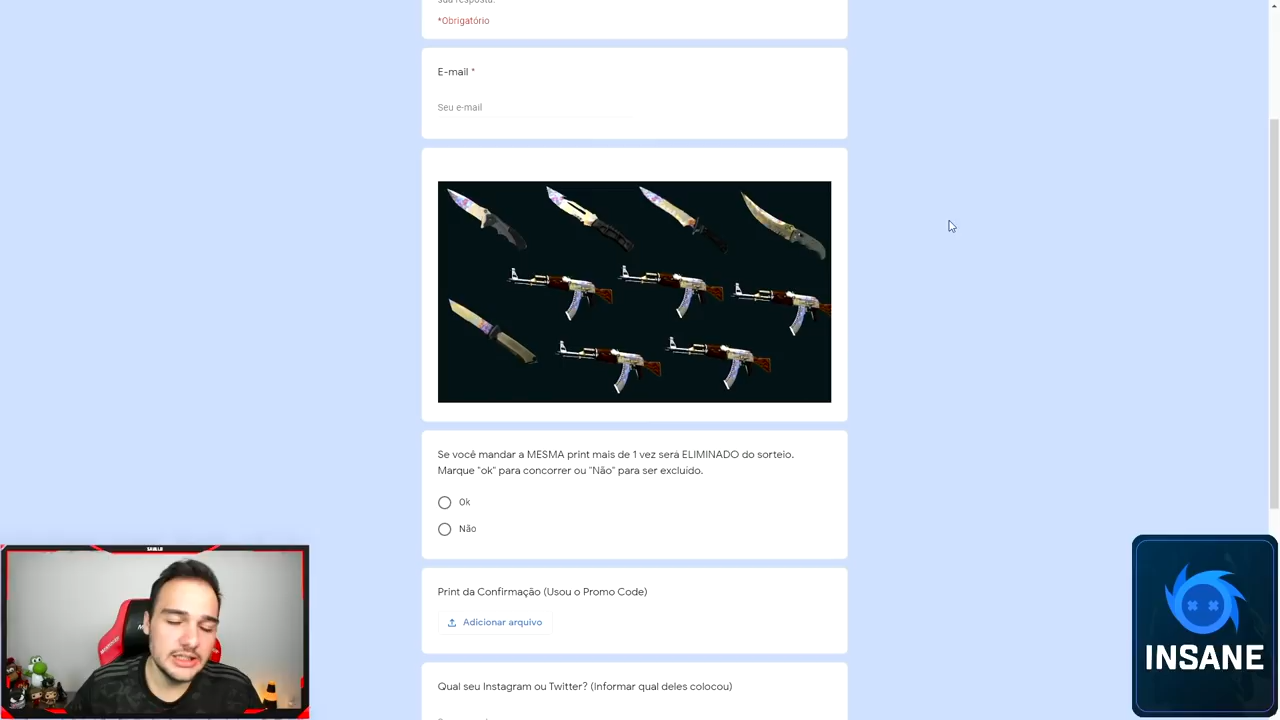 sua resposta.
*Obrigatório
E-mail *
Seu e-mail
Se você mandar a MESMA print mais de 1 vez será ELIMINADO do sorteio.
Marque "ok" para concorrer ou "Não" para ser excluído.
Ok
Não
Print da Confirmação (Usou o Promo Code)
Adicionar arquivo
Qual seu Instagram ou Twitter? (Informar qual deles colocou)
INSANE